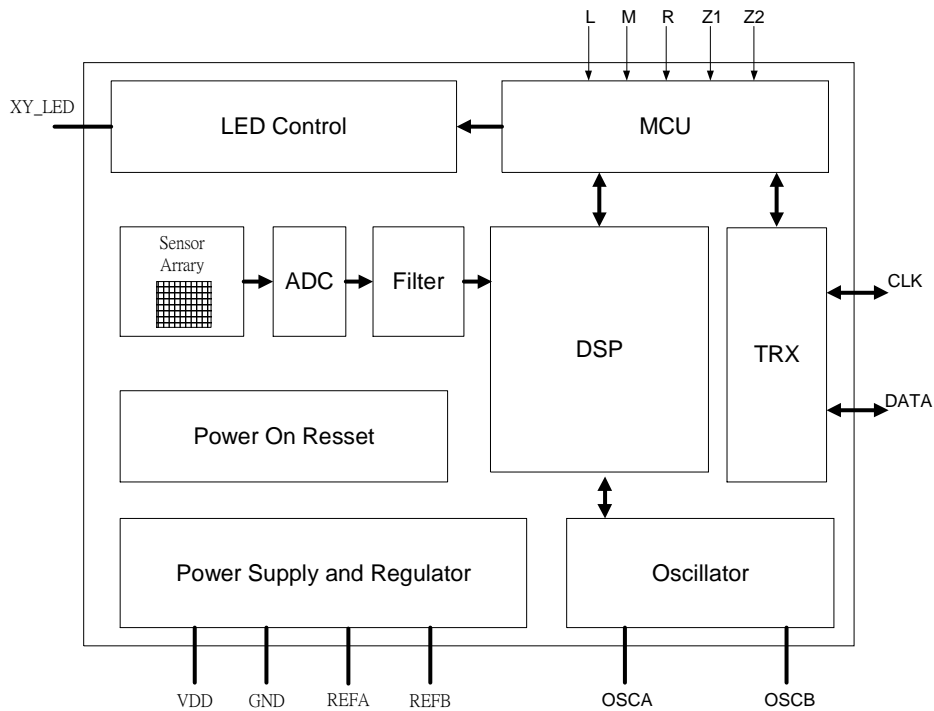 L M R Z1 Z2
XY_LED
LED Control
MCU
Sensor
Arrary
ADC
Filter
DSP
TRX
CLK
DATA
Power On Resset
Power Supply and Regulator
Oscillator
VDD GND REFA REFB OSCA OSCB